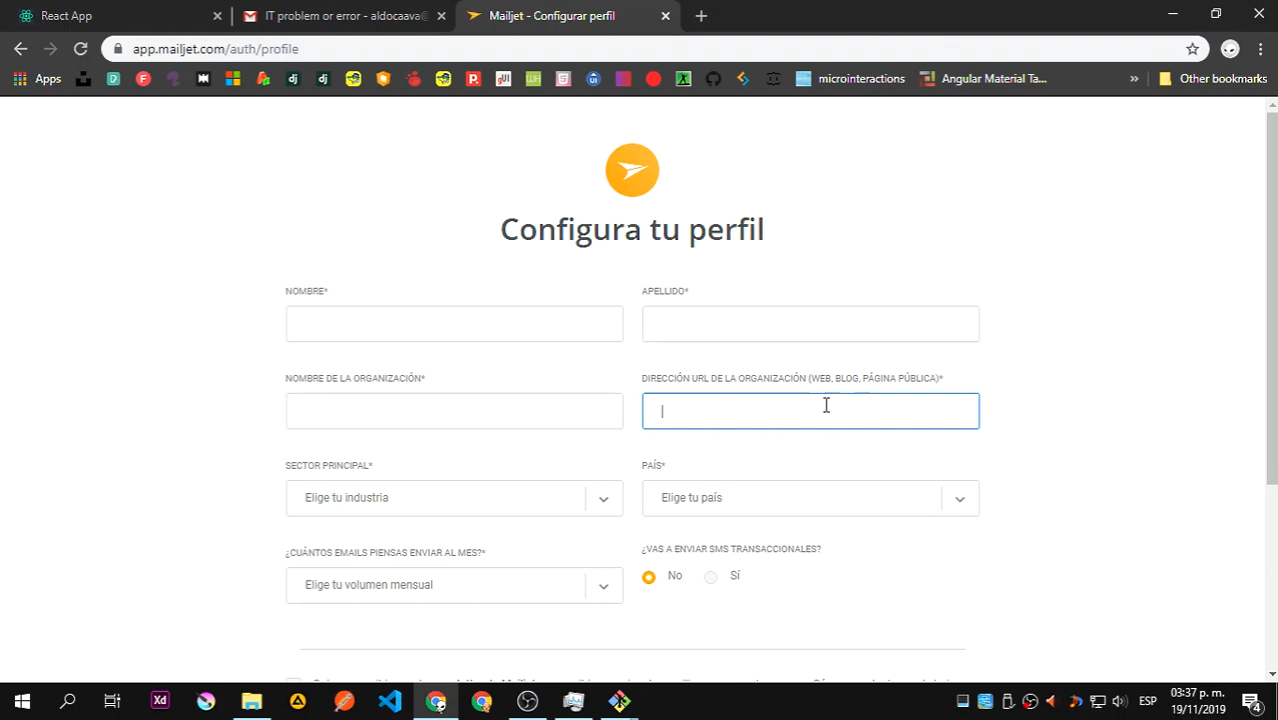 React App
IT problem or error - aldocaava@
Mailjet - Configurar perfil
app.mailjet.com/auth/profile
Apps
microinteractions
Angular Material Ta...
Other bookmarks
Configura tu perfil
NOMBRE*
APELLIDO*
NOMBRE DE LA ORGANIZACIÓN*
DIRECCIÓN URL DE LA ORGANIZACIÓN (WEB, BLOG, PÁGINA PÚBLICA)*
SECTOR PRINCIPAL*
PAÍS*
Elige tu industria
Elige tu país
¿CUÁNTOS EMAILS PIENSAS ENVIAR AL MES?*
¿VAS A ENVIAR SMS TRANSACCIONALES?
Elige tu volumen mensual
No
Sí
Xd
ESP
03:37 p. m.
19/11/2019
4